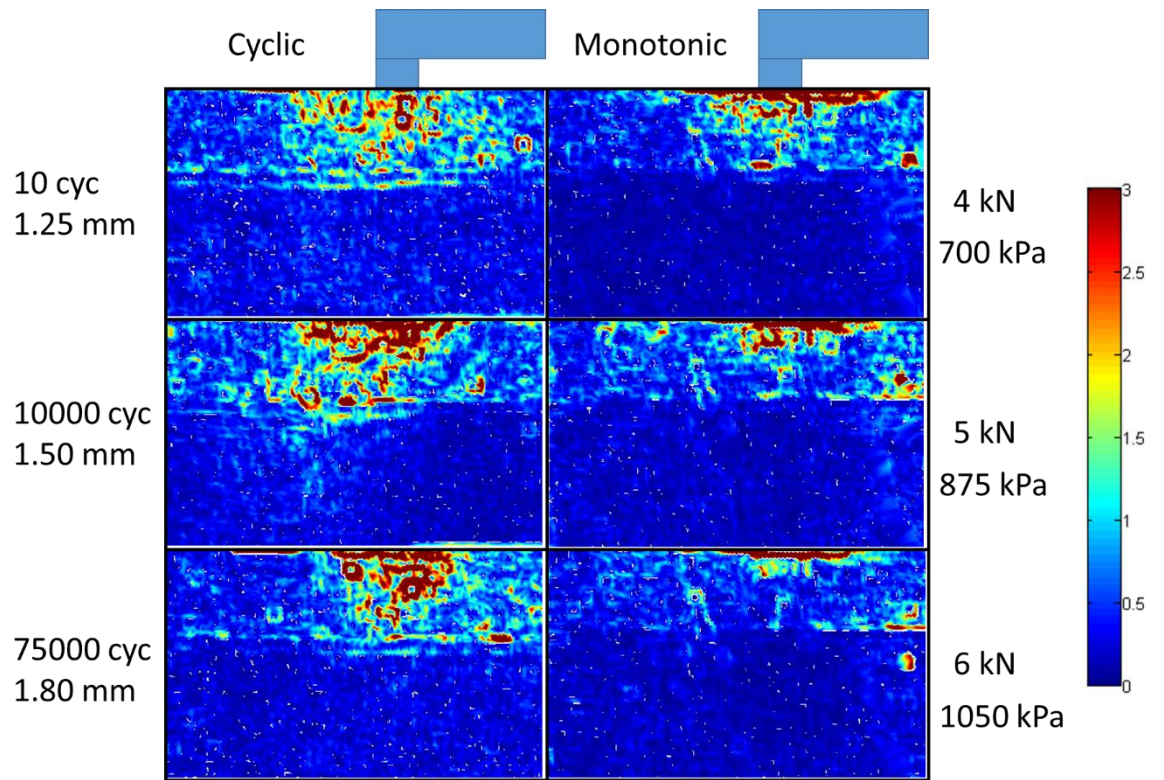 Cyclic
Monotonic
10 cyc
1.25 mm
4 kN
700 kPa
10000 cyc
1.50 mm
5 kN
875 kPa
75000 cyc
1.80 mm
6 kN
1050 kPa
3
2.5
2
1.5
1
0.5
0